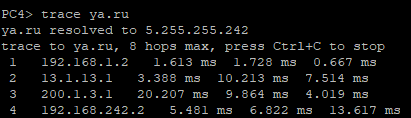 PC4> trace ya.ru
ya.ru resolved to 5.255.255.242
trace to ya.ru, 8 hops max, press Ctrl+C to stop
1 192.168.1.2 1.613 ms 1.728 ms 0.667 ms
2 13.1.13.1 3.388 ms 10.213 ms 7.514 ms
3 200.1.3.1 20.207 ms 9.864 ms 4.019 ms
4 192.168.242.2 5.481 ms 6.822 ms 13.617 ms